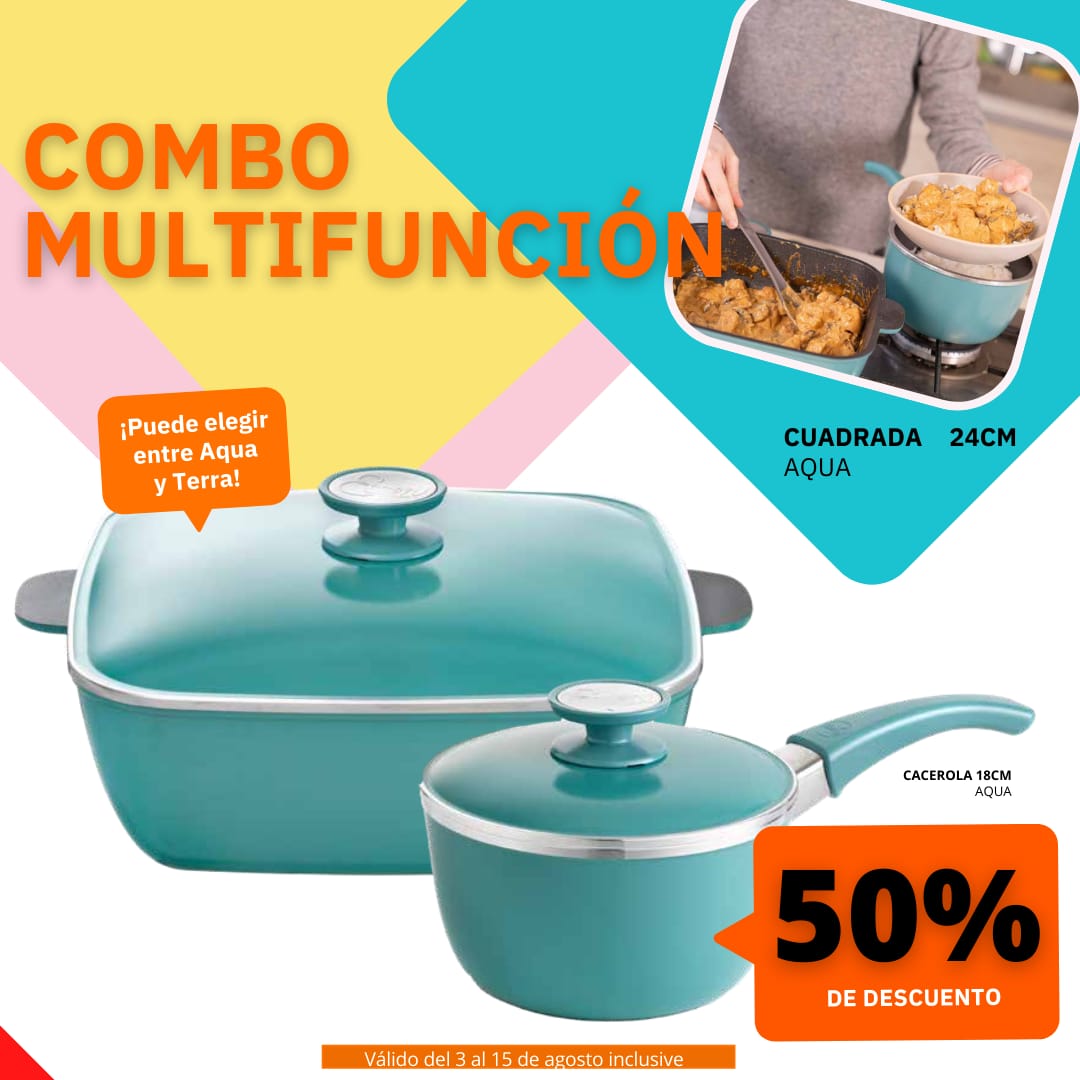 COMBO
MULTIFUNCIÓN
¡Puede elegir
entre Aqua
y Terra!
CUADRADA 24CM
AQUA
CACEROLA 18CM
AQUA
50%
DE DESCUENTO
Válido del 3 al 15 de agosto inclusive